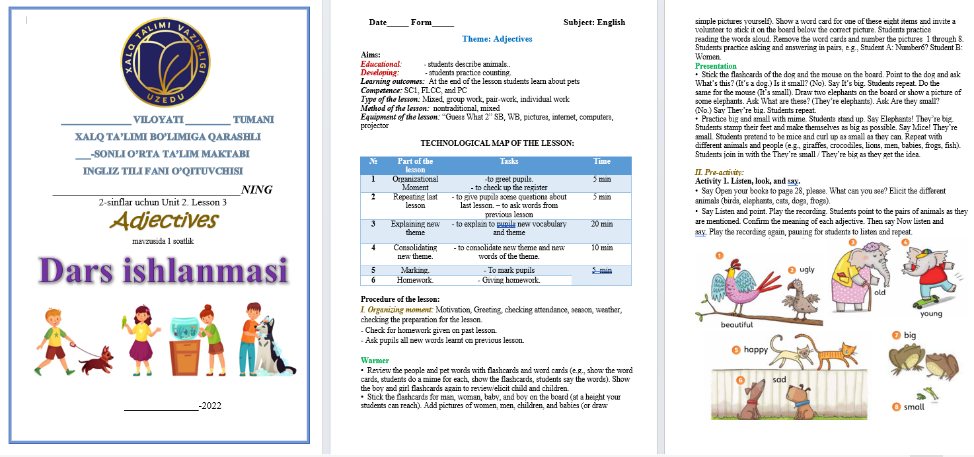 XALQ TA'LIMI VAZIRLIGI
UZEDU
____________ VILOYATI ________ TUMANI
XALQ TA'LIMI BO'LIMIGA QARASHLI
___-SONLI O'RTA TA'LIM MAKTABI
INGLIZ TILI FANI O'QITUVCHISI
________________________________NING
2-sinflar uchun Unit 2. Lesson 3
Adjectives
mavzusida 1 soatlik
Dars ishlanmasi
_______________-2022
Date_____ Form_____ Subject: English
Theme: Adjectives
Aims:
Educational: - students describe animals..
Developing: - students practice counting.
Learning outcomes: At the end of the lesson students learn about pets
Competence: SC1, FLCC, and PC
Type of the lesson: Mixed, group work, pair-work, individual work
Method of the lesson: nontraditional, mixed
Equipment of the lesson: "Guess What 2" SB, WB, pictures, internet, computers,
projector
TECHNOLOGICAL MAP OF THE LESSON:
№ Part of the lesson Tasks Time
1 Organizational Moment -to greet pupils. - to check up the register 5 min
2 Repeating last lesson - to give pupils some questions about last lesson. – to ask words from previous lesson 5 min
3 Explaining new theme - to explain to pupils new vocabulary and theme 20 min
4 Consolidating new theme. - to consolidate new theme and new words of the theme. 10 min
5 Marking. - To mark pupils 5 min
6 Homework. - Giving homework.
Procedure of the lesson:
I. Organizing moment: Motivation, Greeting, checking attendance, season, weather,
checking the preparation for the lesson.
- Check for homework given on past lesson.
- Ask pupils all new words learnt on previous lesson.
Warmer
• Review the people and pet words with flashcards and word cards (e.g., show the word
cards, students do a mime for each, show the flashcards, students say the words). Show
the boy and girl flashcards again to review/elicit child and children.
• Stick the flashcards for man, woman, baby, and boy on the board (at a height your
students can reach). Add pictures of women, men, children, and babies (or draw
simple pictures yourself). Show a word card for one of these eight items and invite a
volunteer to stick it on the board below the correct picture. Students practice
reading the words aloud. Remove the word cards and number the pictures 1 through 8.
Students practice asking and answering in pairs, e.g., Student A: Number6? Student B:
Women.
Presentation
• Stick the flashcards of the dog and the mouse on the board. Point to the dog and ask
What's this? (It's a dog.) Is it small? (No). Say It's big. Students repeat. Do the
same for the mouse (It's small). Draw two elephants on the board or show a picture of
some elephants. Ask What are these? (They're elephants). Ask Are they small?
(No.) Say They're big. Students repeat.
• Practice big and small with mime. Students stand up. Say Elephants! They're big.
Students stamp their feet and make themselves as big as possible. Say Mice! They're
small. Students pretend to be mice and curl up as small as they can. Repeat with
different animals and people (e.g., giraffes, crocodiles, lions, men, babies, frogs, fish).
Students join in with the They're small / They're big as they get the idea.
II. Pre-activity:
Activity 1. Listen, look, and say.
• Say Open your books to page 28, please. What can you see? Elicit the different
animals (birds, elephants, cats, dogs, frogs).
• Say Listen and point. Play the recording. Students point to the pairs of animals as they
are mentioned. Confirm the meaning of each adjective. Then say Now listen and
say. Play the recording again, pausing for students to listen and repeat.
1
beautiful
2 ugly
3
old
4
young
5 happy
6
sad
7 big
8 small